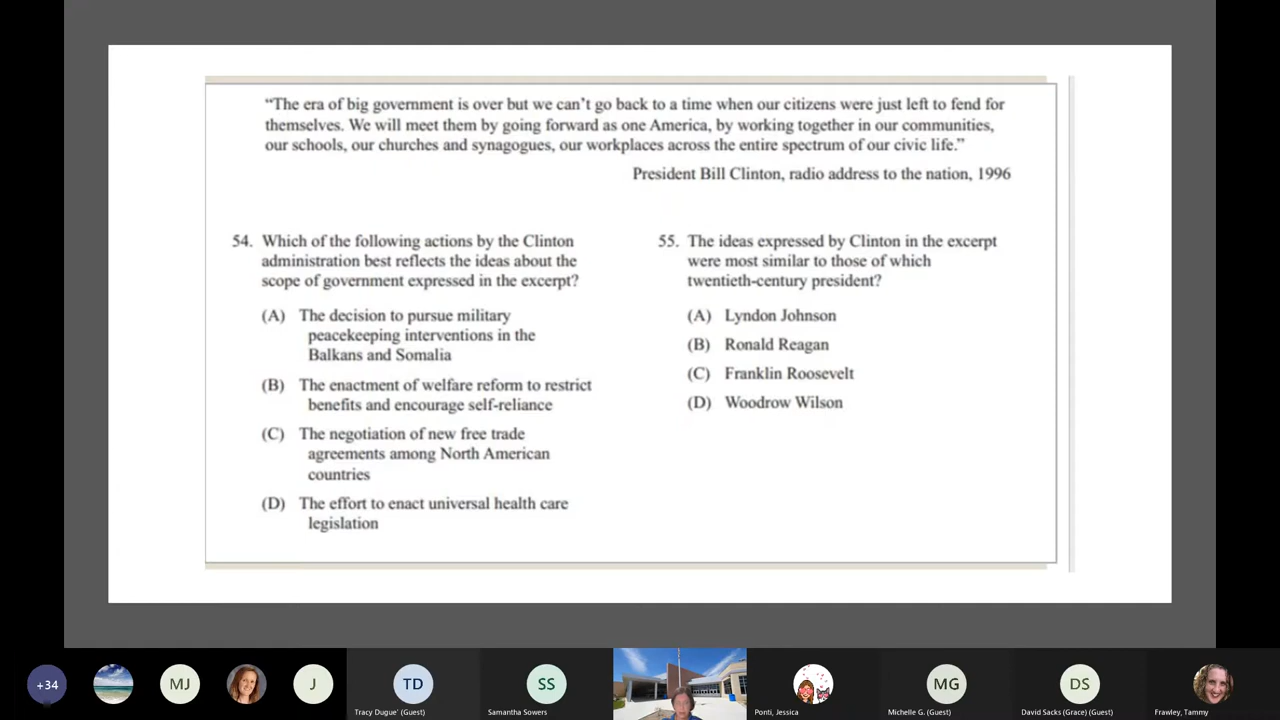 “The era of big government is over but we can’t go back to a time when our citizens were just left to fend for
themselves. We will meet them by going forward as one America, by working together in our communities,
our schools, our churches and synagogues, our workplaces across the entire spectrum of our civic life.”
President Bill Clinton, radio address to the nation, 1996
54. Which of the following actions by the Clinton
administration best reflects the ideas about the
scope of government expressed in the excerpt?
(A) The decision to pursue military
peacekeeping interventions in the
Balkans and Somalia
(B) The enactment of welfare reform to restrict
benefits and encourage self-reliance
(C) The negotiation of new free trade
agreements among North American
countries
(D) The effort to enact universal health care
legislation
55. The ideas expressed by Clinton in the excerpt
were most similar to those of which
twentieth-century president?
(A) Lyndon Johnson
(B) Ronald Reagan
(C) Franklin Roosevelt
(D) Woodrow Wilson
+34
MJ
J
TD
Tracy Dugue' (Guest)
SS
Samantha Sowers
Ponti, Jessica
MG
Michelle G. (Guest)
DS
David Sacks (Grace) (Guest)
Frawley, Tammy